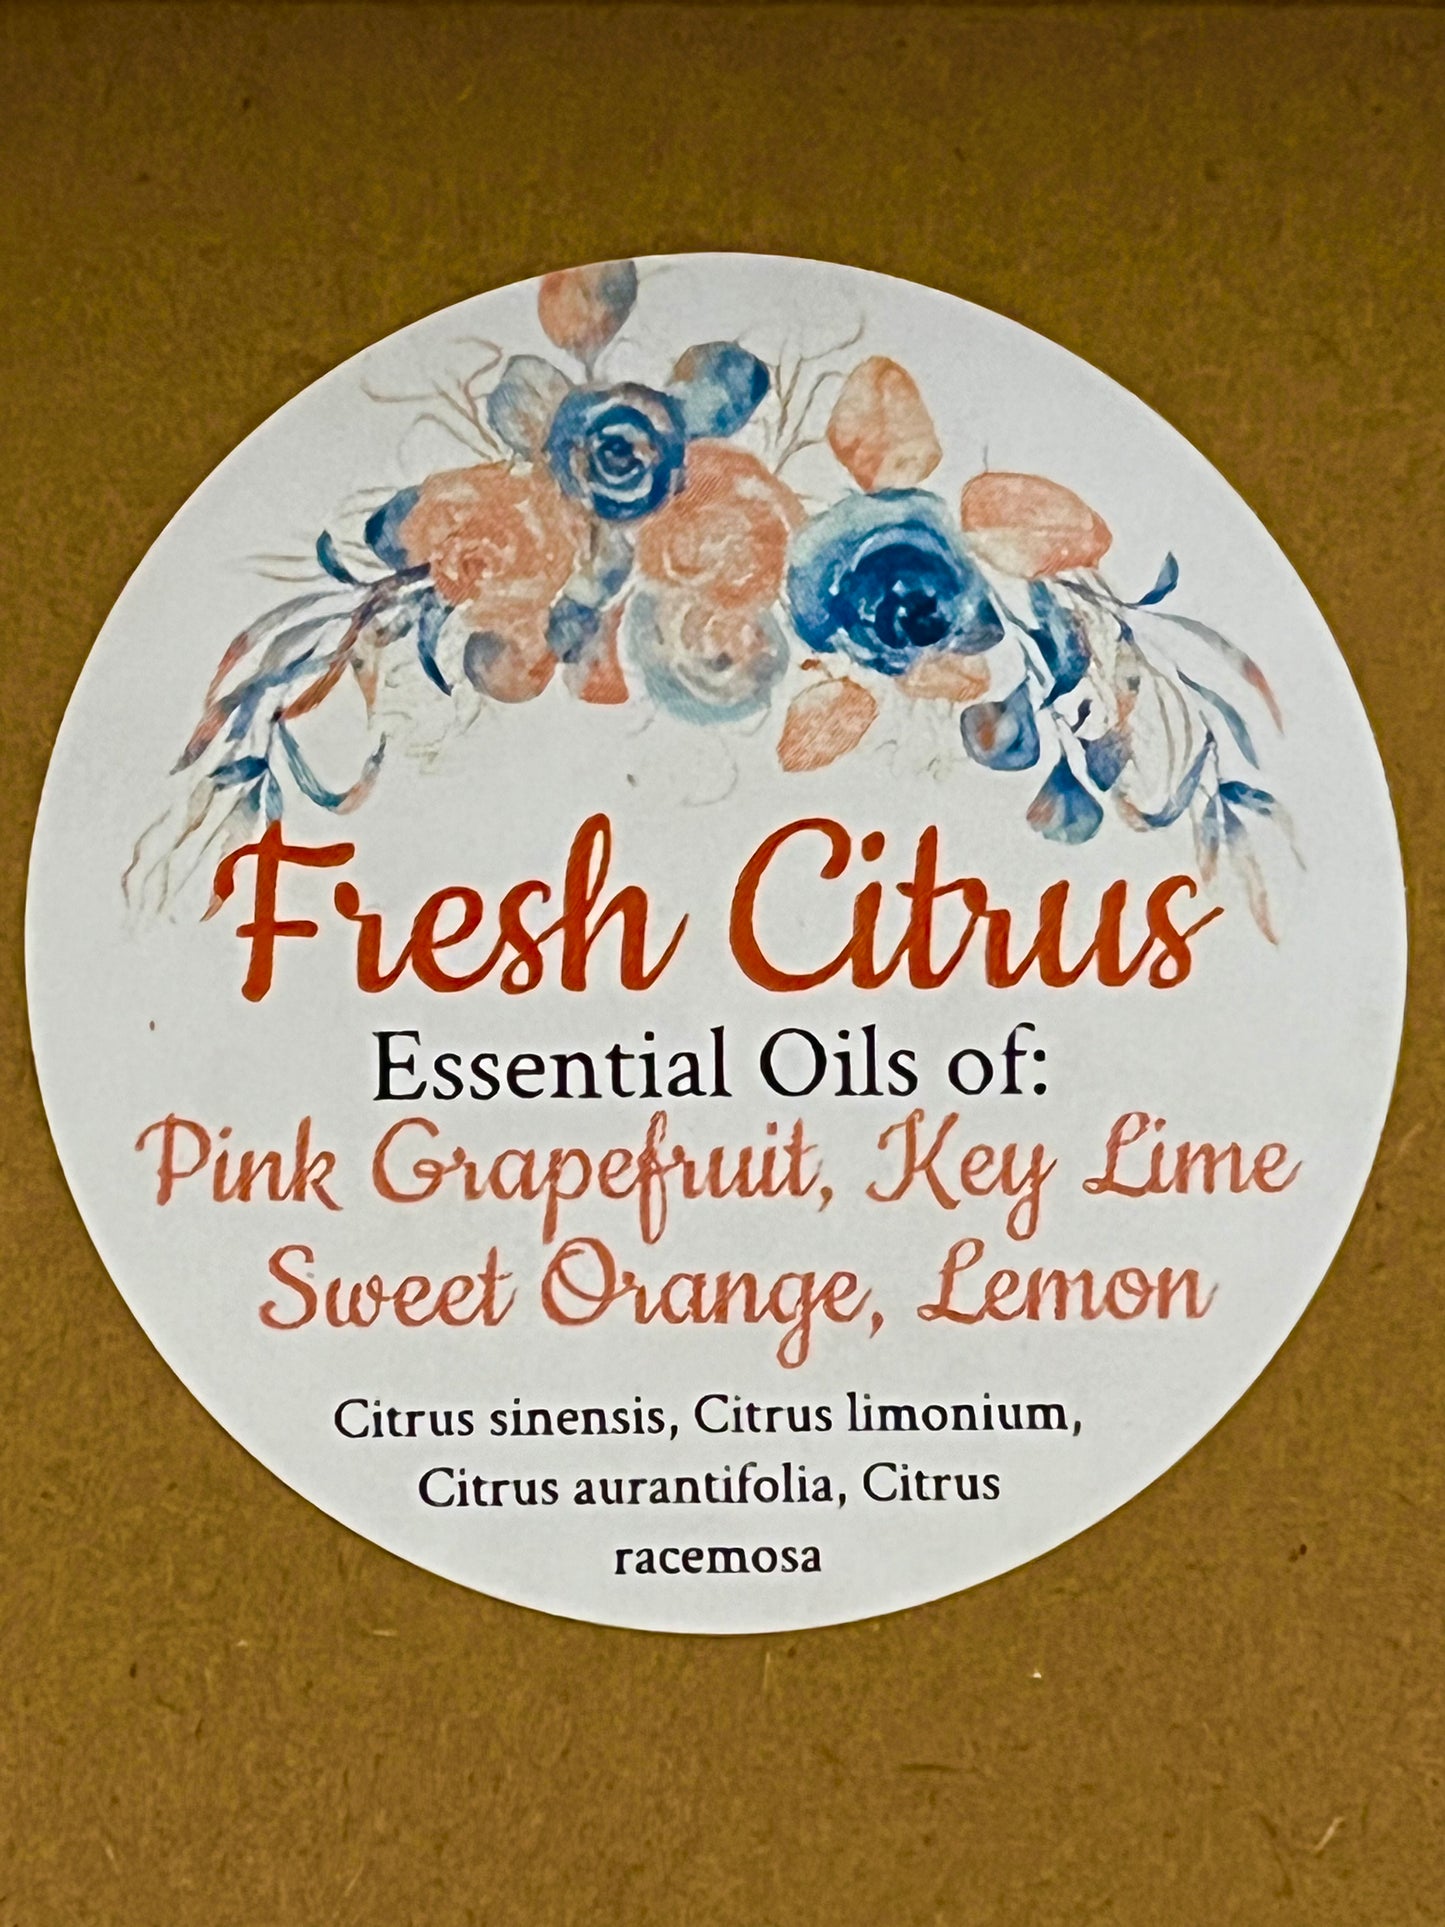 Fresh Citrus
Essential Oils of:
Pink Grapefruit, Key Lime
Sweet Orange, Lemon
Citrus sinensis, Citrus limonium,
Citrus aurantifolia, Citrus
racemosa